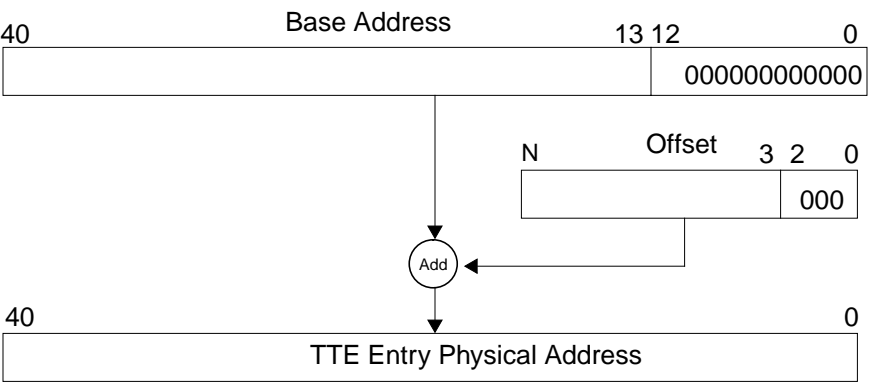 Base Address
40 13 12 0
000000000000
N Offset 3 2 0
000
Add
40 0
TTE Entry Physical Address